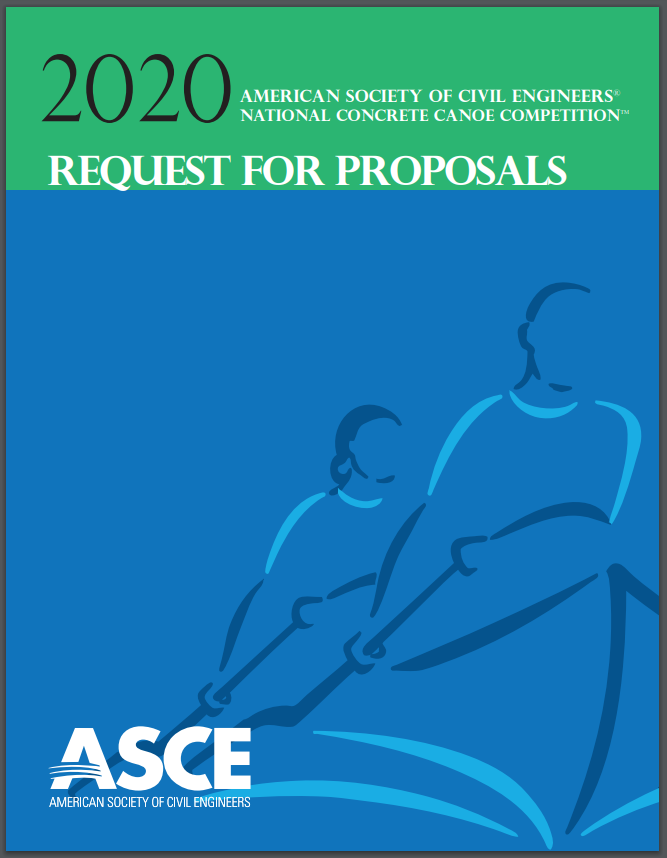 2020
AMERICAN SOCIETY OF CIVIL ENGINEERS®
NATIONAL CONCRETE CANOE COMPETITION™
REQUEST FOR PROPOSALS
ASCE
AMERICAN SOCIETY OF CIVIL ENGINEERS